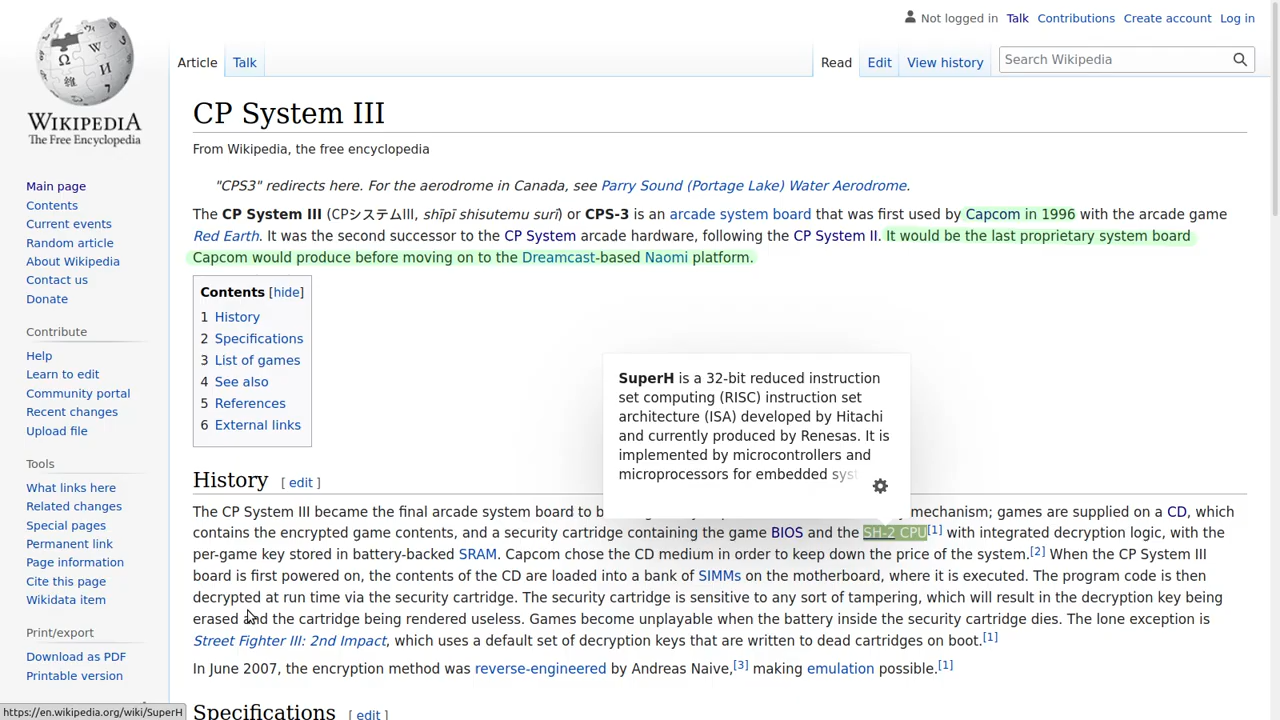 Not logged in Talk Contributions Create account Log in
Article Talk Read Edit View history Search Wikipedia
WIKIPEDIA
The Free Encyclopedia
Main page
Contents
Current events
Random article
About Wikipedia
Contact us
Donate
Contribute
Help
Learn to edit
Community portal
Recent changes
Upload file
Tools
What links here
Related changes
Special pages
Permanent link
Page information
Cite this page
Wikidata item
Print/export
Download as PDF
Printable version
CP System III
From Wikipedia, the free encyclopedia
"CPS3" redirects here. For the aerodrome in Canada, see Parry Sound (Portage Lake) Water Aerodrome.
The CP System III (CPシステムIII, shīpī shisutemu surī) or CPS-3 is an arcade system board that was first used by Capcom in 1996 with the arcade game
Red Earth. It was the second successor to the CP System arcade hardware, following the CP System II. It would be the last proprietary system board
Capcom would produce before moving on to the Dreamcast-based Naomi platform.
Contents [hide]
1 History
2 Specifications
3 List of games
4 See also
5 References
6 External links
SuperH is a 32-bit reduced instruction
set computing (RISC) instruction set
architecture (ISA) developed by Hitachi
and currently produced by Renesas. It is
implemented by microcontrollers and
microprocessors for embedded syst
History [ edit ]
The CP System III became the final arcade system board to b mechanism; games are supplied on a CD, which
contains the encrypted game contents, and a security cartridge containing the game BIOS and the SH-2 CPU[1] with integrated decryption logic, with the
per-game key stored in battery-backed SRAM. Capcom chose the CD medium in order to keep down the price of the system.[2] When the CP System III
board is first powered on, the contents of the CD are loaded into a bank of SIMMs on the motherboard, where it is executed. The program code is then
decrypted at run time via the security cartridge. The security cartridge is sensitive to any sort of tampering, which will result in the decryption key being
erased and the cartridge being rendered useless. Games become unplayable when the battery inside the security cartridge dies. The lone exception is
Street Fighter III: 2nd Impact, which uses a default set of decryption keys that are written to dead cartridges on boot.[1]
In June 2007, the encryption method was reverse-engineered by Andreas Naive,[3] making emulation possible.[1]
Specifications [ edit ]
https://en.wikipedia.org/wiki/SuperH